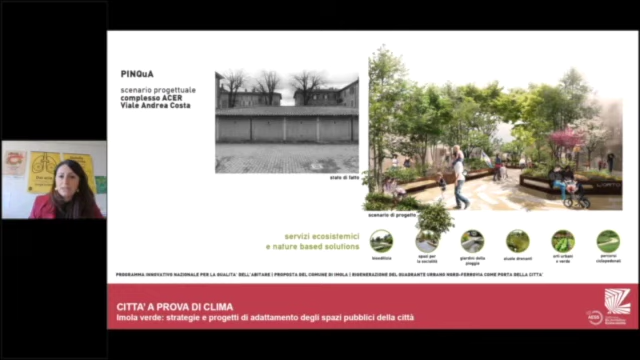 PINQuA
scenario progettuale
complesso ACER
Viale Andrea Costa
stato di fatto
scenario di progetto
servizi ecosistemici
e nature based solutions
biosédilizia
spazi per
la socialità
giardini della
pioggia
aiuole drenanti
orti urbani
e verde
percorsi
ciclopedonali
PROGRAMMA INNOVATIVO NAZIONALE PER LA QUALITA' DELL'ABITARE | PROPOSTA DEL COMUNE DI IMOLA | RIGENERAZIONE DEL QUADRANTE URBANO NORD-FERROVIA COME PORTA DELLA CITTA'
CITTA' A PROVA DI CLIMA
Imola verde: strategie e progetti di adattamento degli spazi pubblici della città